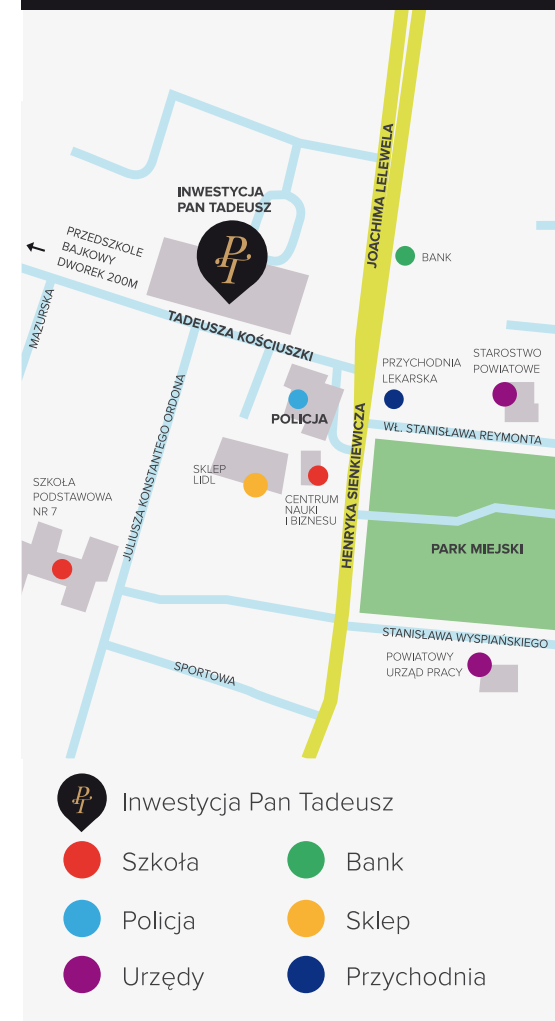 JOACHIMA LELEWELA
INWESTYCJA
PAN TADEUSZ
PT
PRZEDSZKOLE
BAJKOWY
DWOREK 200M
BANK
MAZURSKA
TADEUSZA KOŚCIUSZKI
PRZYCHODNIA
LEKARSKA
STAROSTWO
POWIATOWE
POLICJA
WŁ. STANISŁAWA REYMONTA
JULIUSZA KONSTANTEGO ORDONA
HENRYKA SIENKIEWICZA
SKLEP
LIDL
SZKOŁA
PODSTAWOWA
NR 7
CENTRUM
NAUKI
I BIZNESU
PARK MIEJSKI
STANISŁAWA WYSPIAŃSKIEGO
POWIATOWY
URZĄD PRACY
SPORTOWA
PT
Inwestycja Pan Tadeusz
Szkoła
Bank
Policja
Sklep
Urzędy
Przychodnia